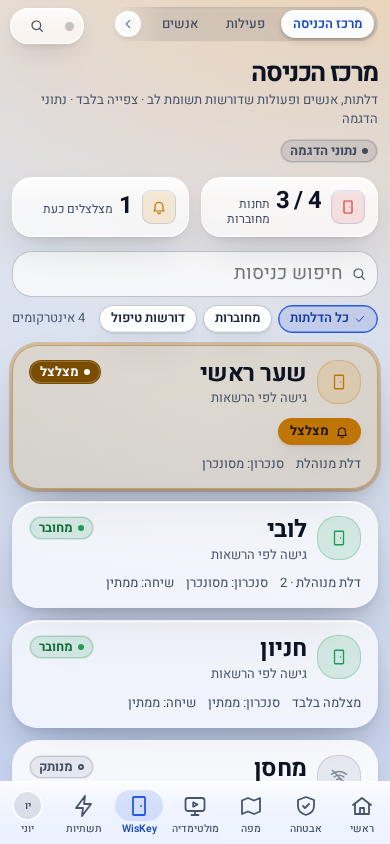 מרכז הכניסה
פעילות
אנשים
מרכז הכניסה
דלתות, אנשים ופעולות שדורשות תשומת לב · צפייה בלבד · נתוני
הדגמה
נתוני הדגמה
3 / 4 תחנות מחוברות
1 מצלצלים כעת
חיפוש כניסות
כל הדלתות
מחוברות
דורשות טיפול
4 אינטרקומים
שער ראשי
מצלצל
גישה לפי הרשאות
מצלצל
דלת מנוהלת סנכרון: מסונכרן
לובי
מחובר
גישה לפי הרשאות
דלת מנוהלת · 2 סנכרון: מסונכרן שיחה: ממתין
חניון
מחובר
גישה לפי הרשאות
מצלמה בלבד סנכרון: ממתין שיחה: ממתין
מחסן
מנותק
ראשי
אבטחה
מפה
מולטימדיה
WisKey
תשתיות
יו
יוני